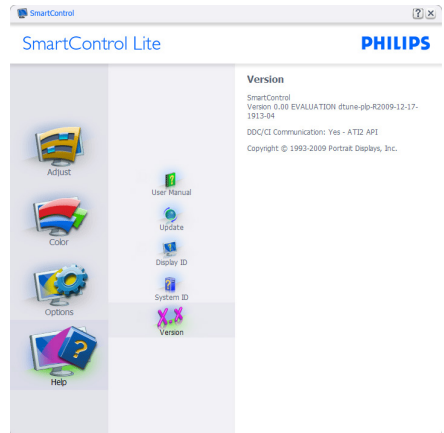 SmartControl
SmartControl Lite
PHILIPS
Adjust
Color
Options
Help
User Manual
Update
Display ID
System ID
X.X
Version
Version
SmartControl
Version 0.00 EVALUATION dtune-plp-R2009-12-17-
1913-04
DDC/CI Communication: Yes - ATI2 API
Copyright © 1993-2009 Portrait Displays, Inc.